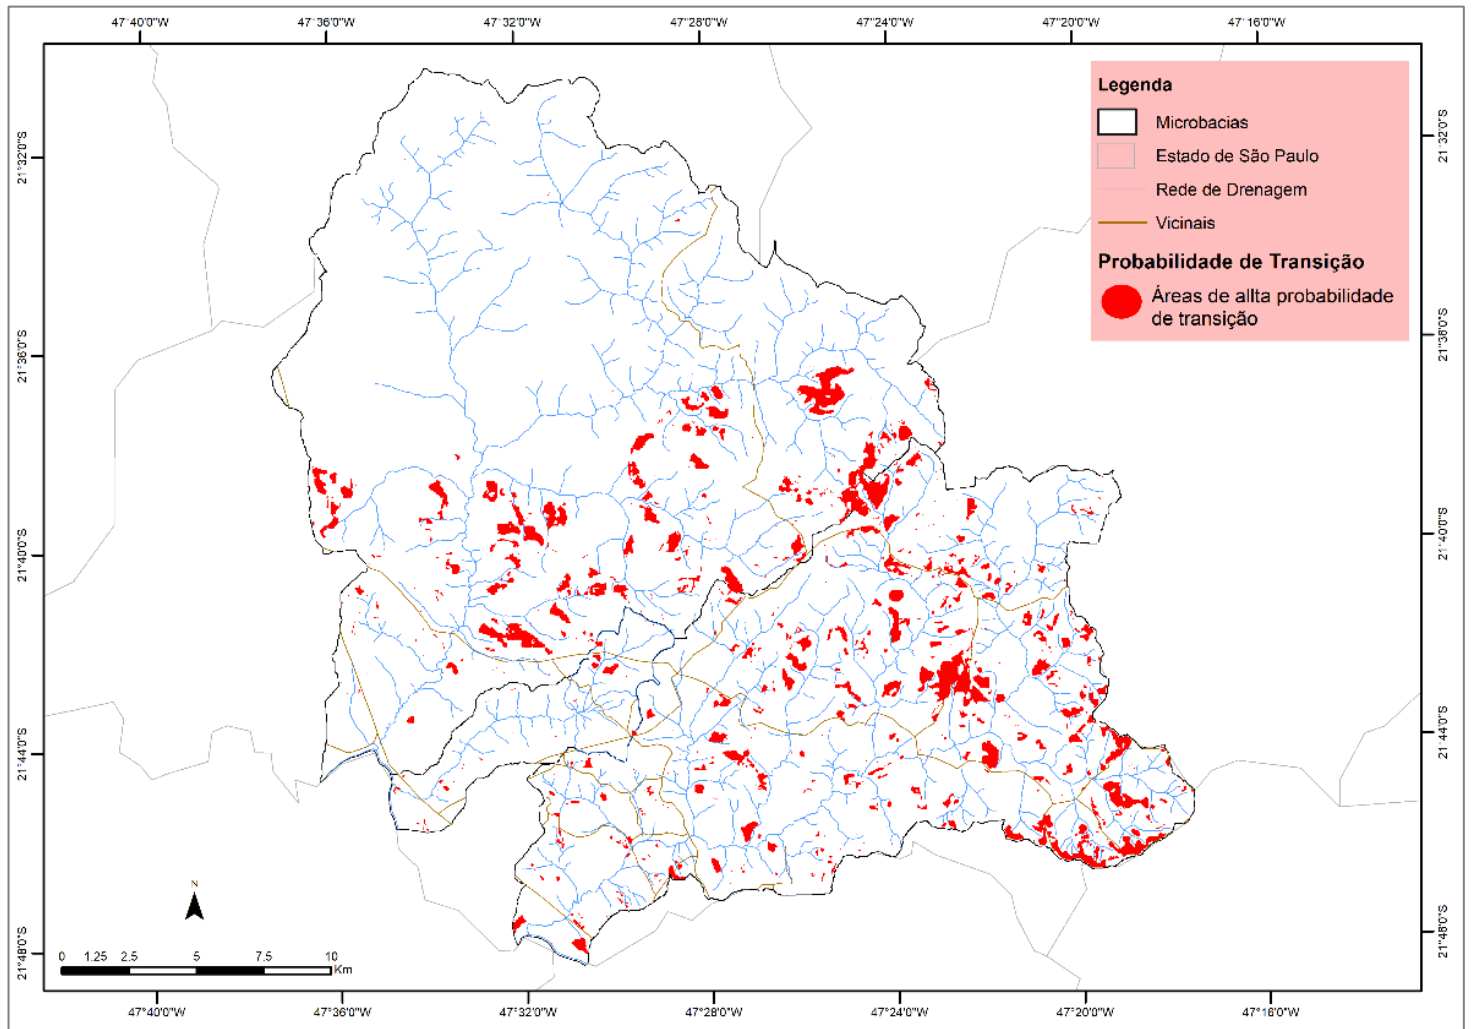 47°40'0"W 47°36'0"W 47°32'0"W 47°28'0"W 47°24'0"W 47°20'0"W 47°16'0"W
21°32'0"S
21°36'0"S
21°40'0"S
21°44'0"S
21°48'0"S
Legenda
Microbacias
Estado de São Paulo
Rede de Drenagem
Vicinais
Probabilidade de Transição
Áreas de allta probabilidade
de transição
21°32'0"S
21°36'0"S
21°40'0"S
21°44'0"S
21°48'0"S
N
0 1.25 2.5 5 7.5 10
Km
47°40'0"W 47°36'0"W 47°32'0"W 47°28'0"W 47°24'0"W 47°20'0"W 47°16'0"W